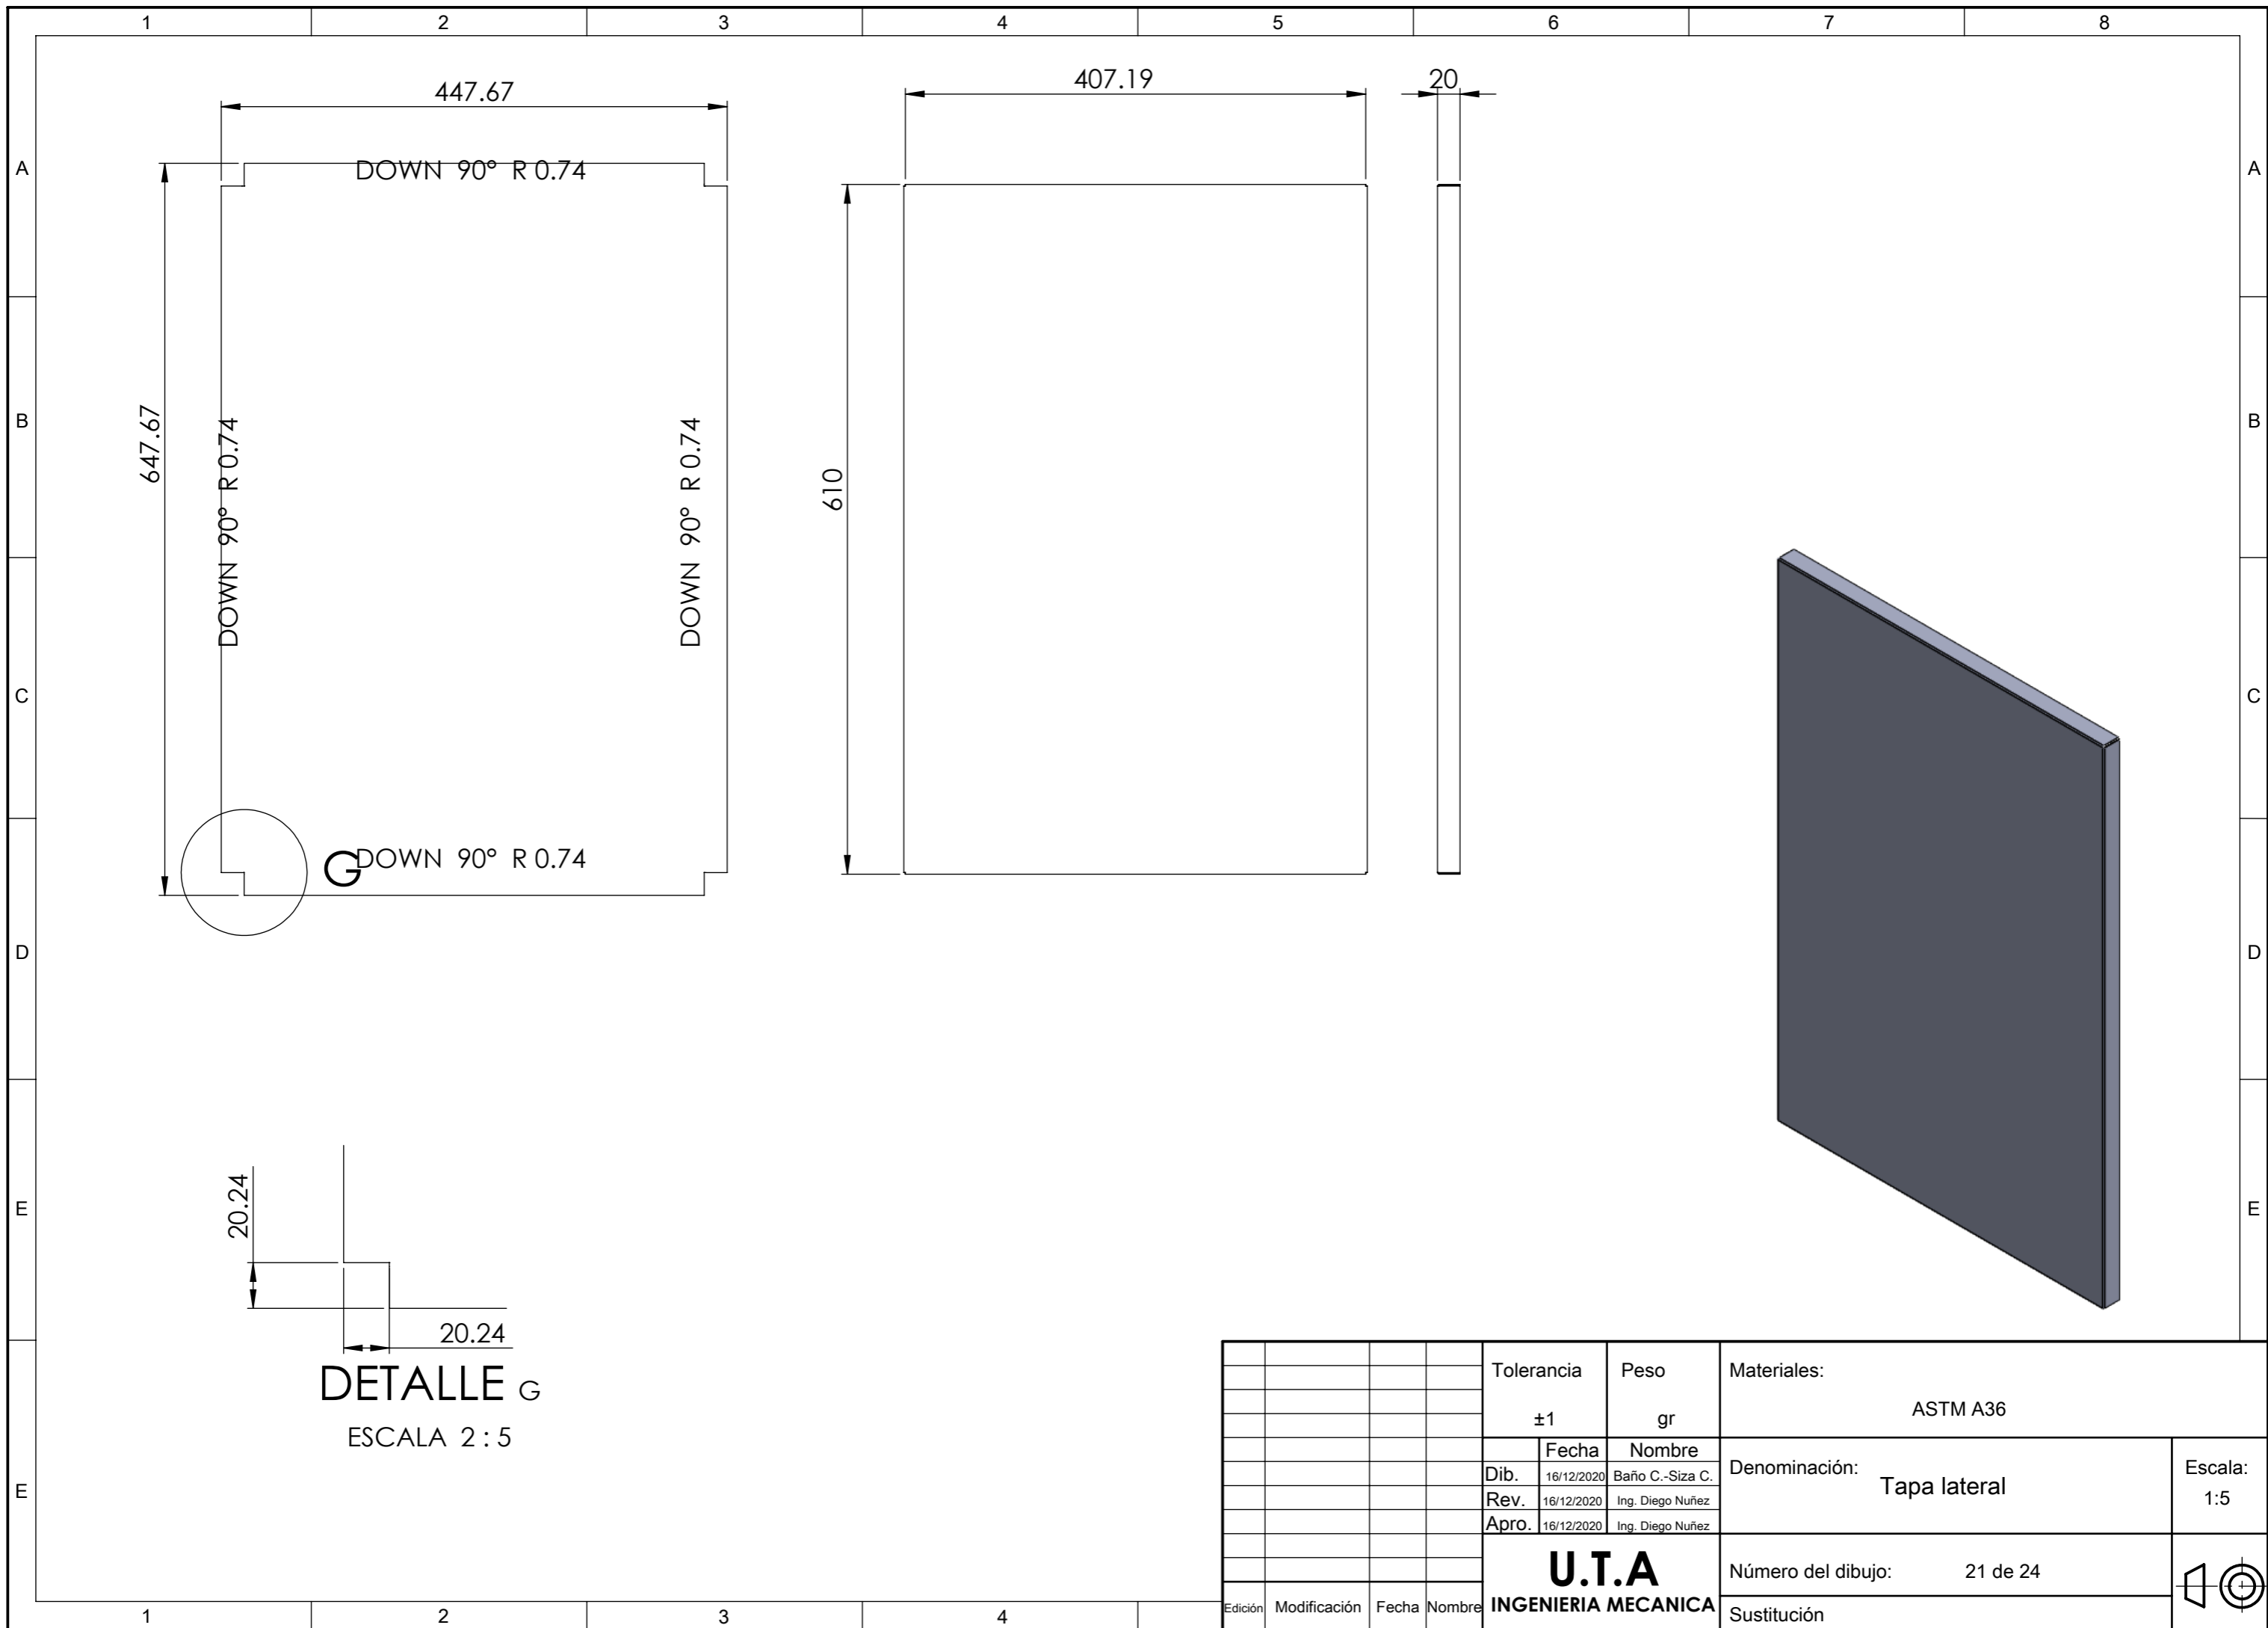 1 2 3 4 5 6 7 8
A
A
B
B
C
C
D
D
E
E
E
447.67
407.19
20
DOWN 90° R 0.74
647.67
DOWN 90° R 0.74
DOWN 90° R 0.74
610
G
DOWN 90° R 0.74
20.24
20.24
DETALLE G
ESCALA 2 : 5
Tolerancia
±1
Peso
gr
Materiales:
ASTM A36
Fecha Nombre
Dib. 16/12/2020 Baño C.-Siza C.
Rev. 16/12/2020 Ing. Diego Nuñez
Apro. 16/12/2020 Ing. Diego Nuñez
Denominación: Tapa lateral
Escala:
1:5
U.T.A
INGENIERIA MECANICA
Número del dibujo: 21 de 24
Sustitución
Edición Modificación Fecha Nombre
1 2 3 4